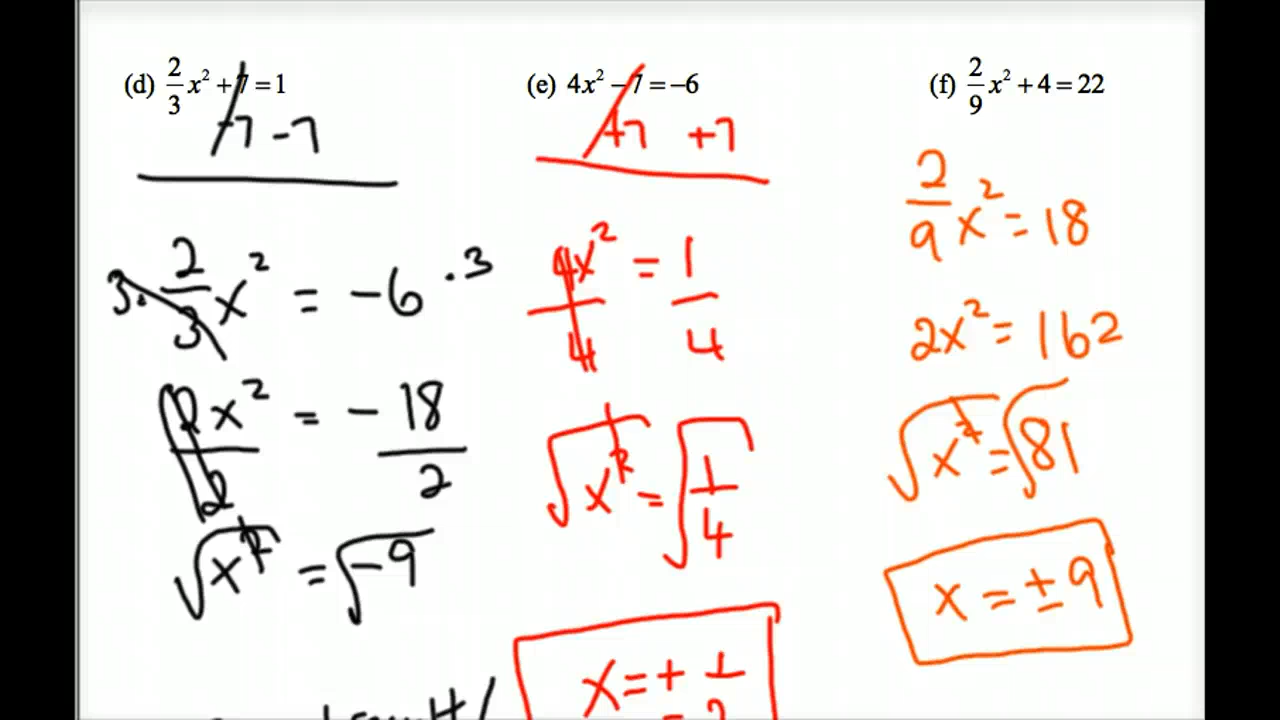 (d) 2/3 x² + 7 = 1
-7 -7
3· 2/3 x² = -6 ·3
2x²/2 = -18/2
√x² = √-9
(e) 4x² - 7 = -6
+7 +7
4x²/4 = 1/4
√x² = √1/4
x = ± 1/2
(f) 2/9 x² + 4 = 22
2/9 x² = 18
2x² = 162
√x² = √81
x = ±9